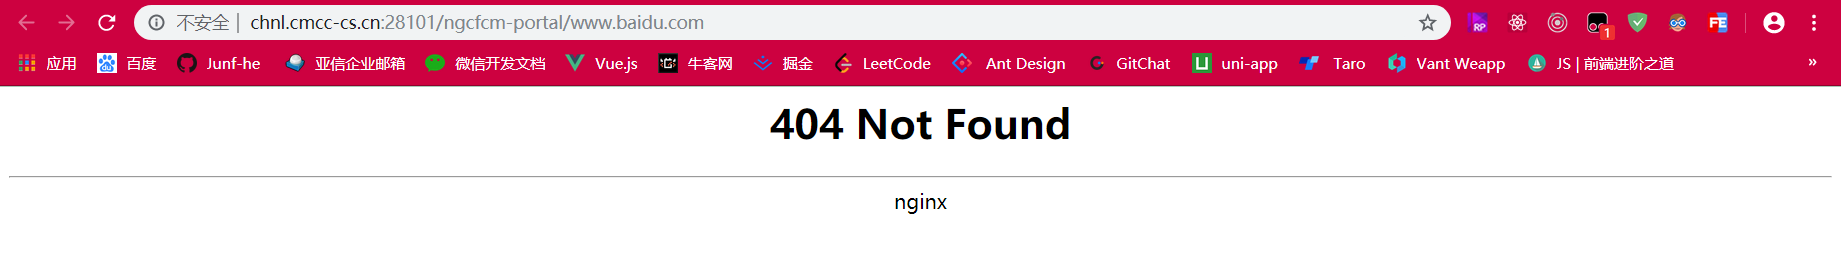 不安全 | chnl.cmcc-cs.cn:28101/ngcfcm-portal/www.baidu.com RP 1 FE
应用 百度 Junf-he 亚信企业邮箱 微信开发文档 Vue.js 牛客网 掘金 LeetCode Ant Design GitChat uni-app Taro Vant Weapp JS | 前端进阶之道 »
404 Not Found
nginx